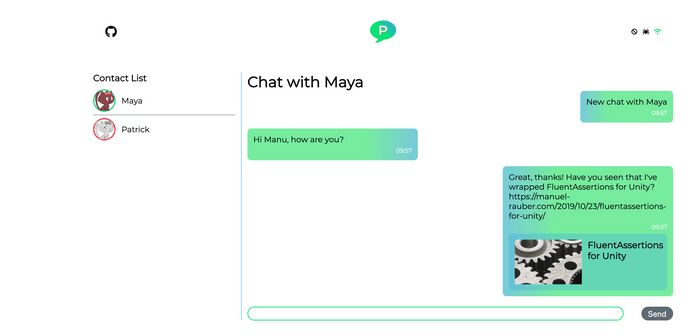 P
Contact List
Maya
Patrick
Chat with Maya
New chat with Maya
09:57
Hi Manu, how are you?
09:57
Great, thanks! Have you seen that I've
wrapped FluentAssertions for Unity?
https://manuel-
rauber.com/2019/10/23/fluentassertions-
for-unity/
09:57
FluentAssertions
for Unity
Send